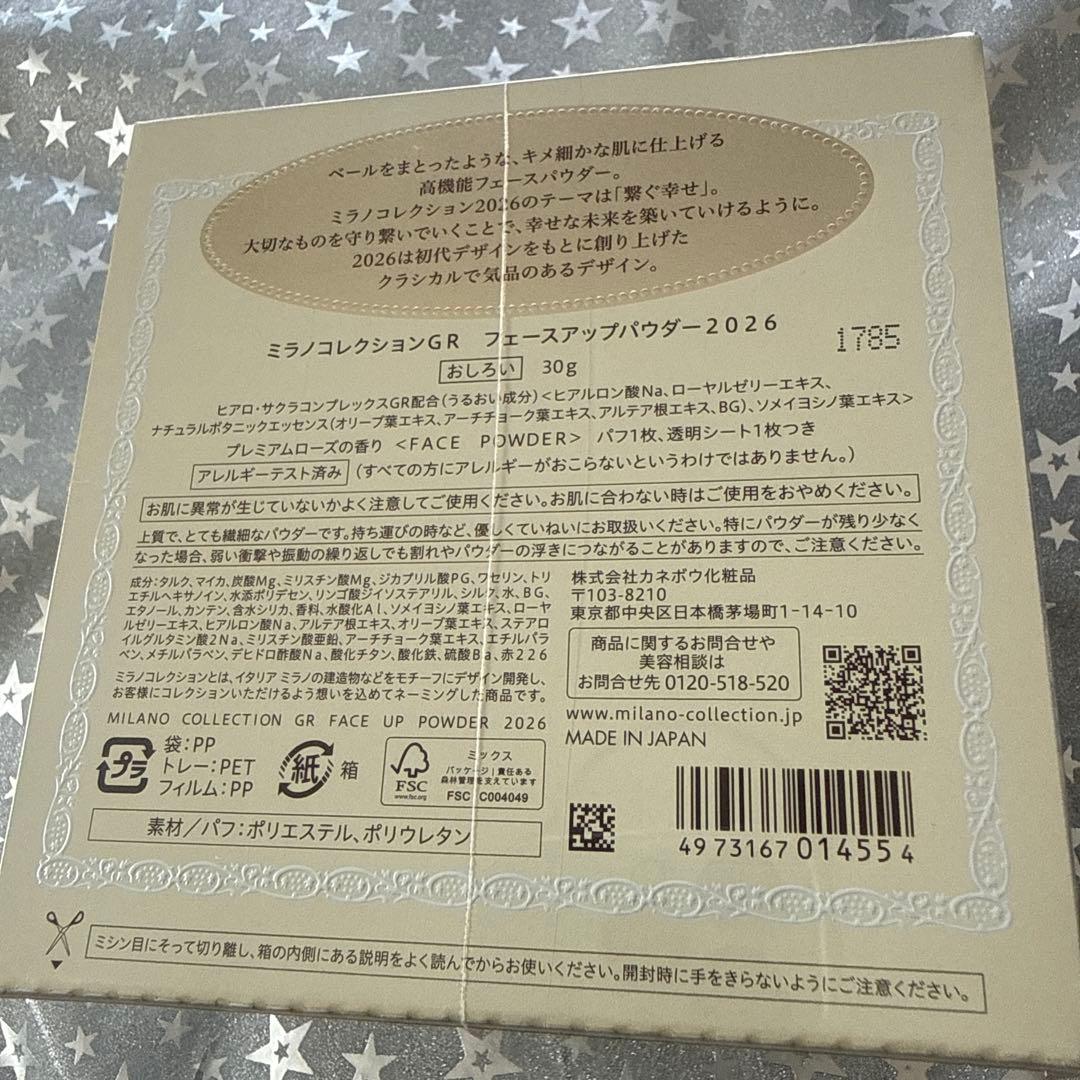 ベールをまとったような、キメ細かな肌に仕上げる
高機能フェースパウダー。
ミラノコレクション2026のテーマは「繋ぐ幸せ」。
大切なものを守り繋いでいくことで、幸せな未来を築いていけるように。
2026は初代デザインをもとに創り上げた
クラシカルで気品のあるデザイン。
ミラノコレクションGR フェースアップパウダー2026
1785
おしろい 30g
ヒアロ・サクラコンプレックスGR配合(うるおい成分)<ヒアルロン酸Na、ローヤルゼリーエキス、
ナチュラルボタニックエッセンス(オリーブ葉エキス、アーチチョーク葉エキス、アルテア根エキス、BG)、ソメイヨシノ葉エキス>
プレミアムローズの香り <FACE POWDER> パフ1枚、透明シート1枚つき
アレルギーテスト済み (すべての方にアレルギーがおこらないというわけではありません。)
お肌に異常が生じていないかよく注意してご使用ください。お肌に合わない時はご使用をおやめください。
上質で、とても繊細なパウダーです。持ち運びの時など、優しくていねいにお取扱いください。特にパウダーが残り少なく
なった場合、弱い衝撃や振動の繰り返しでも割れやパウダーの浮きにつながることがありますので、ご注意ください。
成分:タルク、マイカ、炭酸Mg、ミリスチン酸Mg、ジカプリル酸PG、ワセリン、トリ
エチルヘキサノイン、水添ポリデセン、リンゴ酸ジイソステアリル、シルク、水、BG、
エタノール、カンテン、含水シリカ、香料、水酸化Al、ソメイヨシノ葉エキス、ローヤ
ルゼリーエキス、ヒアルロン酸Na、アルテア根エキス、オリーブ葉エキス、ステアロ
イルグルタミン酸2Na、ミリスチン酸亜鉛、アーチチョーク葉エキス、エチルパラ
ベン、メチルパラベン、デヒドロ酢酸Na、酸化チタン、酸化鉄、硫酸Ba、赤226
ミラノコレクションとは、イタリア ミラノの建造物などをモチーフにデザイン開発し、
お客様にコレクションいただけるよう想いを込めてネーミングした商品です。
MILANO COLLECTION GR FACE UP POWDER 2026
株式会社カネボウ化粧品
〒103-8210
東京都中央区日本橋茅場町1-14-10
商品に関するお問合せや
美容相談は
お問合せ先 0120-518-520
www.milano-collection.jp
MADE IN JAPAN
プラ
袋:PP
トレー:PET
フィルム:PP
紙 箱
FSC
www.fsc.org
ミックス
パッケージ|責任ある
森林管理を支えています
FSC C004049
素材/パフ:ポリエステル、ポリウレタン
4973167014554
ミシン目にそって切り離し、箱の内側にある説明をよく読んでからお使いください。開封時に手をきらないようにご注意ください。